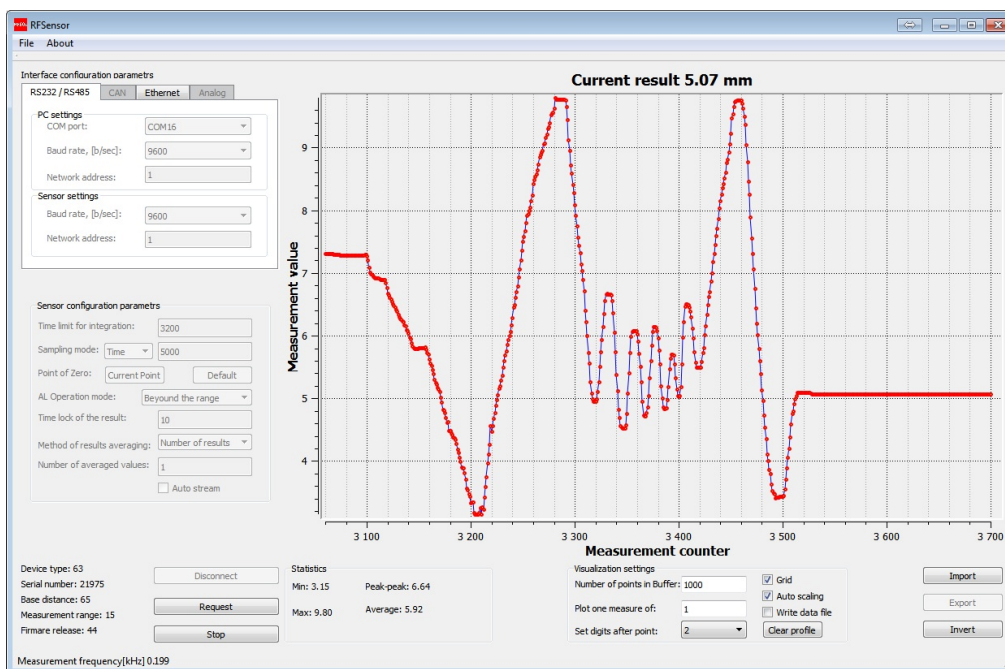 RFSensor
File About
Interface configuration parametrs
RS232 / RS485 CAN Ethernet Analog
PC settings
COM port: COM16
Baud rate, [b/sec]: 9600
Network address: 1
Sensor settings
Baud rate, [b/sec]: 9600
Network address: 1
Sensor configuration parametrs
Time limit for integration: 3200
Sampling mode: Time 5000
Point of Zero: Current Point Default
AL Operation mode: Beyound the range
Time lock of the result: 10
Method of results averaging: Number of results
Number of averaged values: 1
Auto stream
Current result 5.07 mm
Measurement value
9
8
7
6
5
4
3 100 3 200 3 300 3 400 3 500 3 600 3 700
Measurement counter
Device type: 63
Serial number: 21975
Base distance: 65
Measurement range: 15
Firmare release: 44
Disconnect
Request
Stop
Statistics
Min: 3.15 Peak-peak: 6.64
Max: 9.80 Average: 5.92
Visualization settings
Number of points in Buffer: 1000
Plot one measure of: 1
Set digits after point: 2
Grid
Auto scaling
Write data file
Clear profile
Import
Export
Invert
Measurement frequency[kHz] 0.199